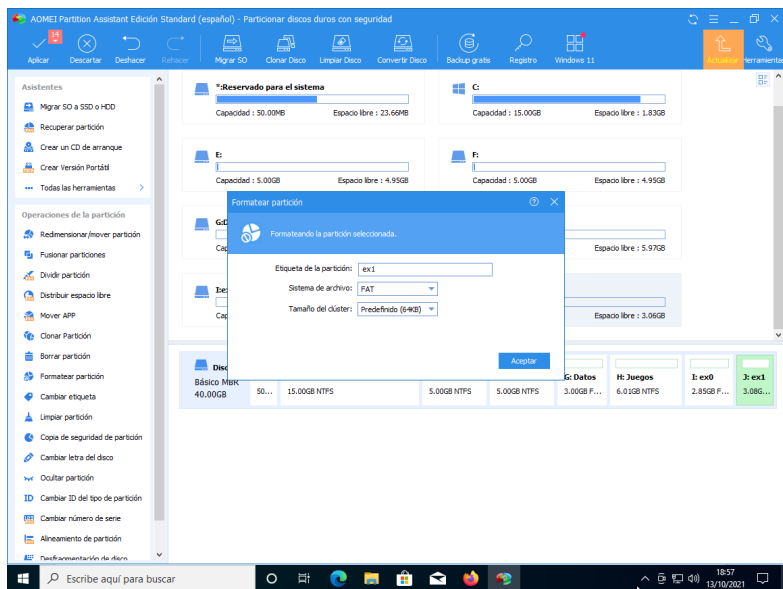 AOMEI Partition Assistant Edición Standard (español) - Particionar discos duros con seguridad
14
Aplicar Descartar Deshacer Rehacer Migrar SO Clonar Disco Limpiar Disco Convertir Disco Backup gratis Registro Windows 11 Actualizar Herramientas
Asistentes
Migrar SO a SSD o HDD
Recuperar partición
Crear un CD de arranque
Crear Versión Portátil
Todas las herramientas
Operaciones de la partición
Redimensionar/mover partición
Fusionar particiones
Dividir partición
Distribuir espacio libre
Mover APP
Clonar Partición
Borrar partición
Formatear partición
Cambiar etiqueta
Limpiar partición
Copia de seguridad de partición
Cambiar letra del disco
Ocultar partición
ID Cambiar ID del tipo de partición
Cambiar número de serie
Alineamiento de partición
Desfragmentación de disco
*:Reservado para el sistema
Capacidad : 50.00MB Espacio libre : 23.66MB
C:
Capacidad : 15.00GB Espacio libre : 1.83GB
E:
Capacidad : 5.00GB Espacio libre : 4.95GB
F:
Capacidad : 5.00GB Espacio libre : 4.95GB
G:D
Cap
Espacio libre : 5.97GB
I:ex
Cap
Espacio libre : 3.06GB
Formatear partición
Formateando la partición seleccionada.
Etiqueta de la partición: ex1
Sistema de archivo: FAT
Tamaño del clúster: Predefinido (64KB)
Aceptar
Disc
Básico MBR
40.00GB
50...
15.00GB NTFS
5.00GB NTFS
5.00GB NTFS
G: Datos
3.00GB F...
H: Juegos
6.01GB NTFS
I: ex0
2.85GB F...
J: ex1
3.08G...
Escribe aquí para buscar
18:57
13/10/2021